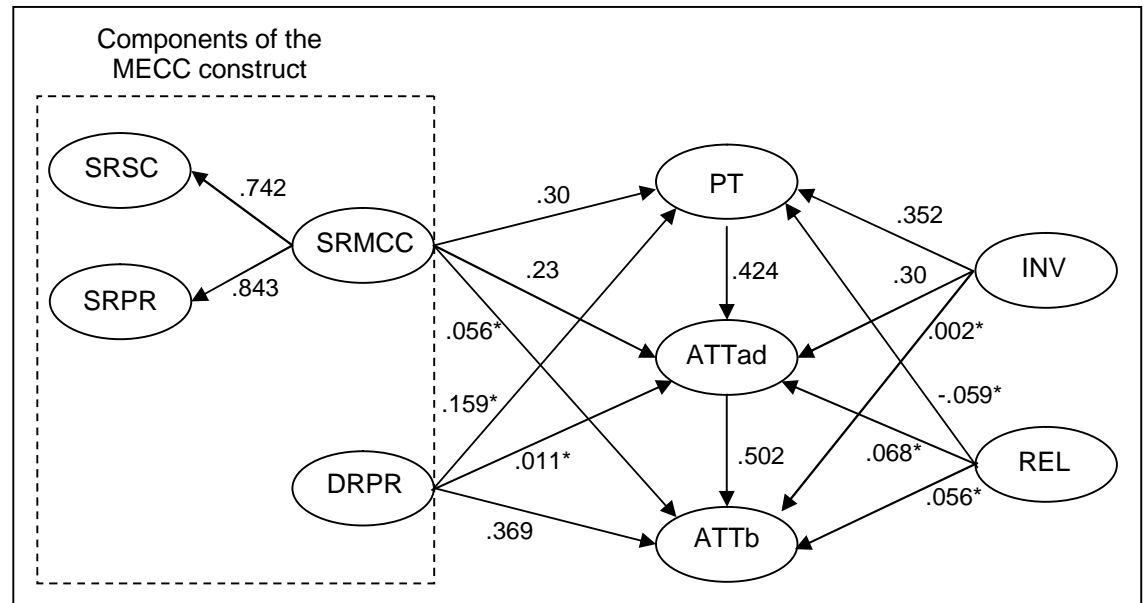 Components of the
MECC construct
SRSC
PT
.742
.30
.352
SRMCC
INV
.23
.424
.30
SRPR
.843
.056*
.002*
ATTad
.159*
-.059*
.011*
.502
.068*
REL
DRPR
.056*
.369
ATTb